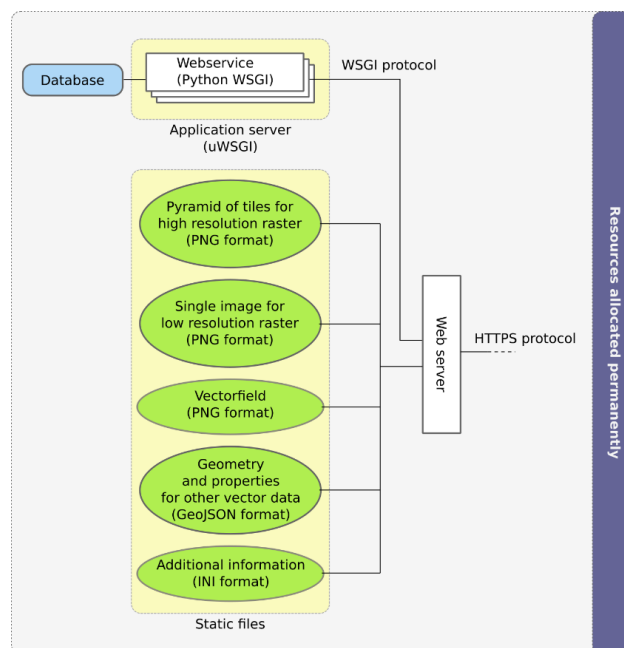 Webservice
(Python WSGI)
Database
WSGI protocol
Application server
(uWSGI)
Pyramid of tiles for
high resolution raster
(PNG format)
Single image for
low resolution raster
(PNG format)
Vectorfield
(PNG format)
Geometry
and properties
for other vector data
(GeoJSON format)
Additional information
(INI format)
Static files
Web server
HTTPS protocol
Resources allocated permanently